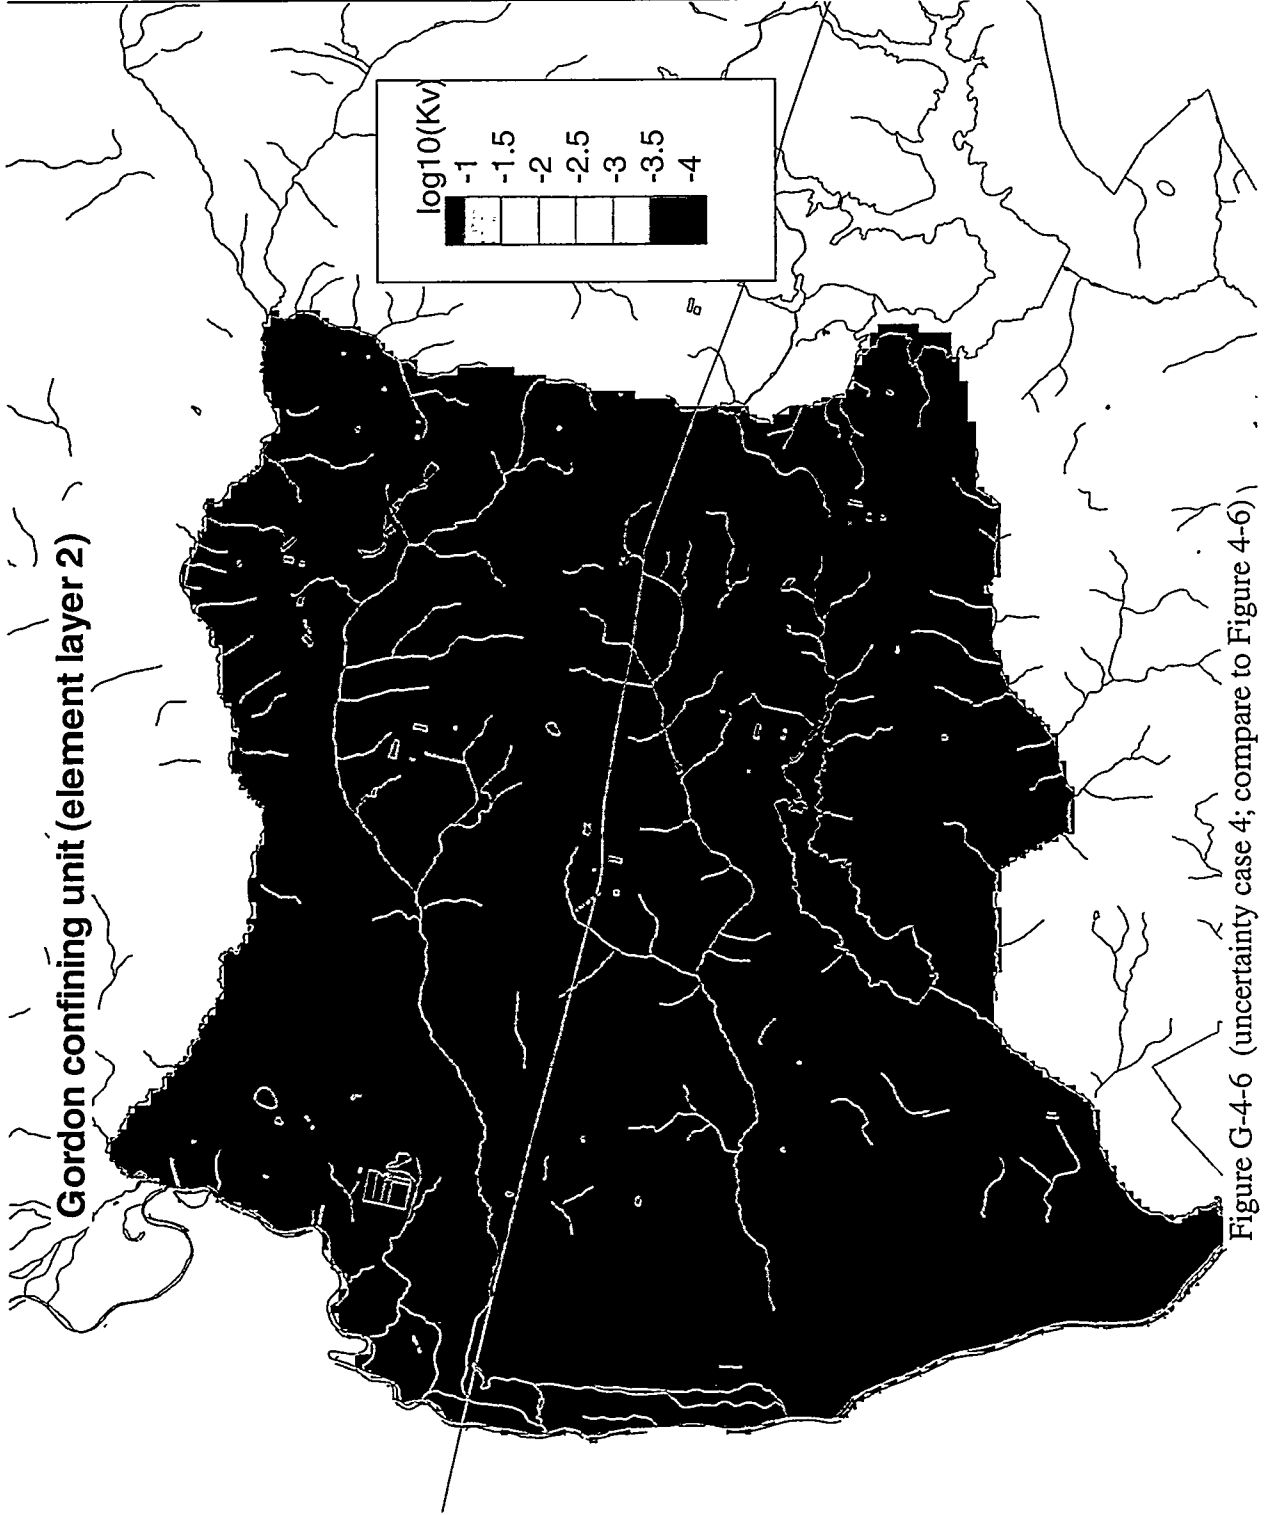 Gordon confining unit (element layer 2)
log10(Kv)
-1
-1.5
-2
-2.5
-3
-3.5
-4
Figure G-4-6 (uncertainty case 4; compare to Figure 4-6)